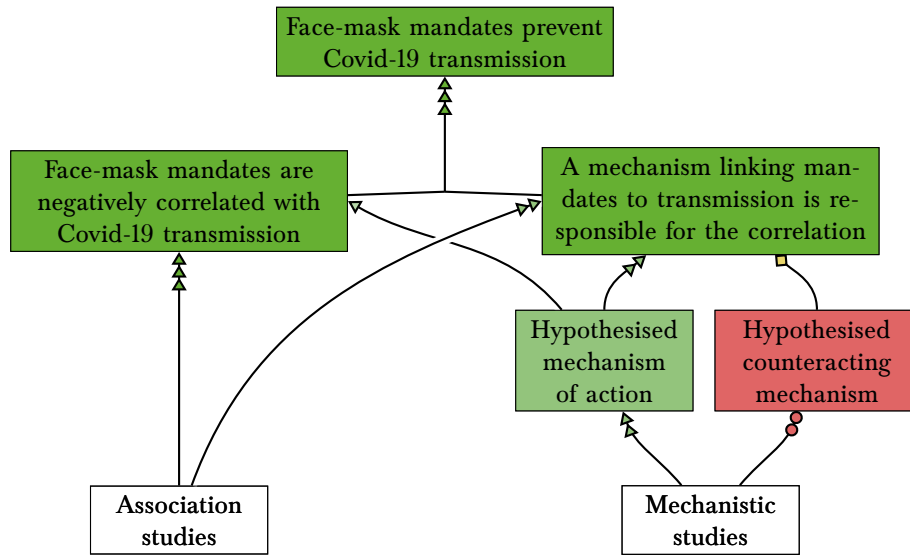 Face-mask mandates prevent
Covid-19 transmission
Face-mask mandates are
negatively correlated with
Covid-19 transmission
A mechanism linking man-
dates to transmission is re-
sponsible for the correlation
Hypothesised
mechanism
of action
Hypothesised
counteracting
mechanism
Association
studies
Mechanistic
studies